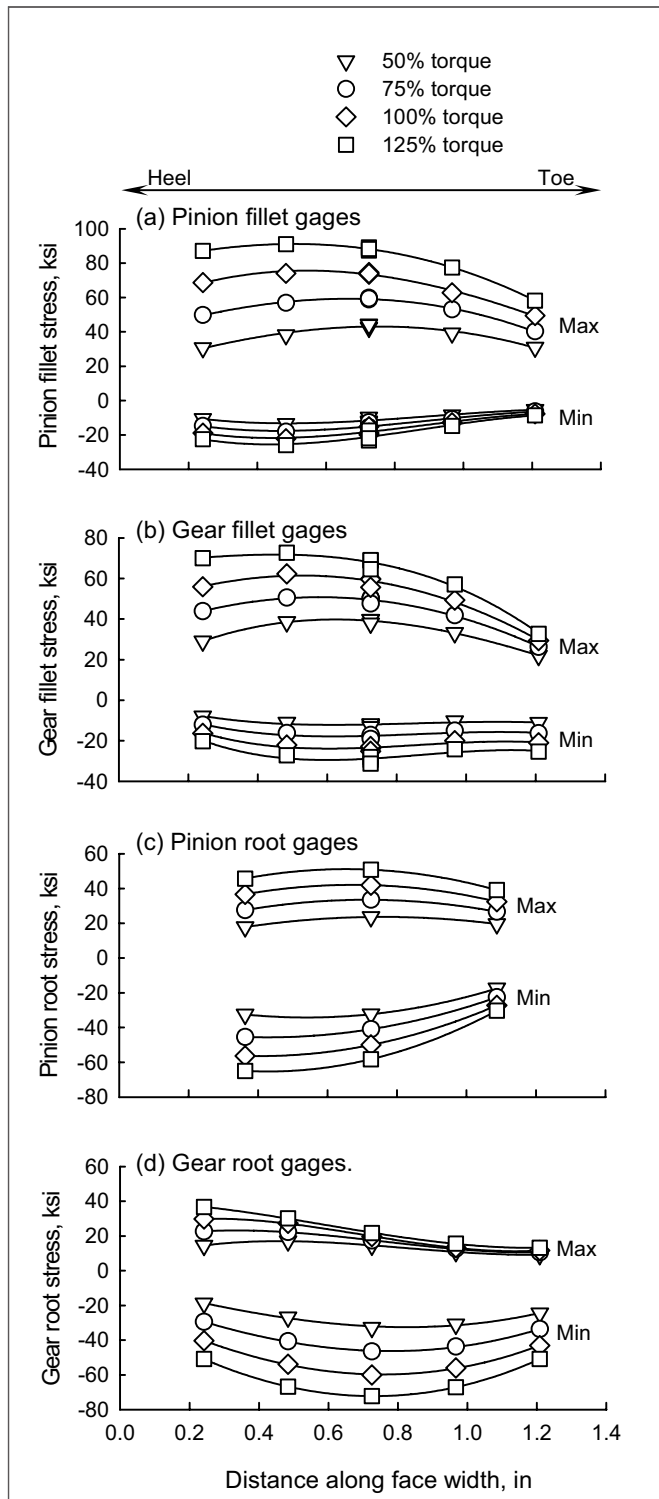 50% torque
75% torque
100% torque
125% torque
Heel Toe
(a) Pinion fillet gages
Pinion fillet stress, ksi
100
80
60
40
20
0
-20
-40
Max
Min
(b) Gear fillet gages
Gear fillet stress, ksi
80
60
40
20
0
-20
-40
Max
Min
(c) Pinion root gages
Pinion root stress, ksi
60
40
20
0
-20
-40
-60
-80
Max
Min
(d) Gear root gages.
Gear root stress, ksi
60
40
20
0
-20
-40
-60
-80
Max
Min
0.0 0.2 0.4 0.6 0.8 1.0 1.2 1.4
Distance along face width, in